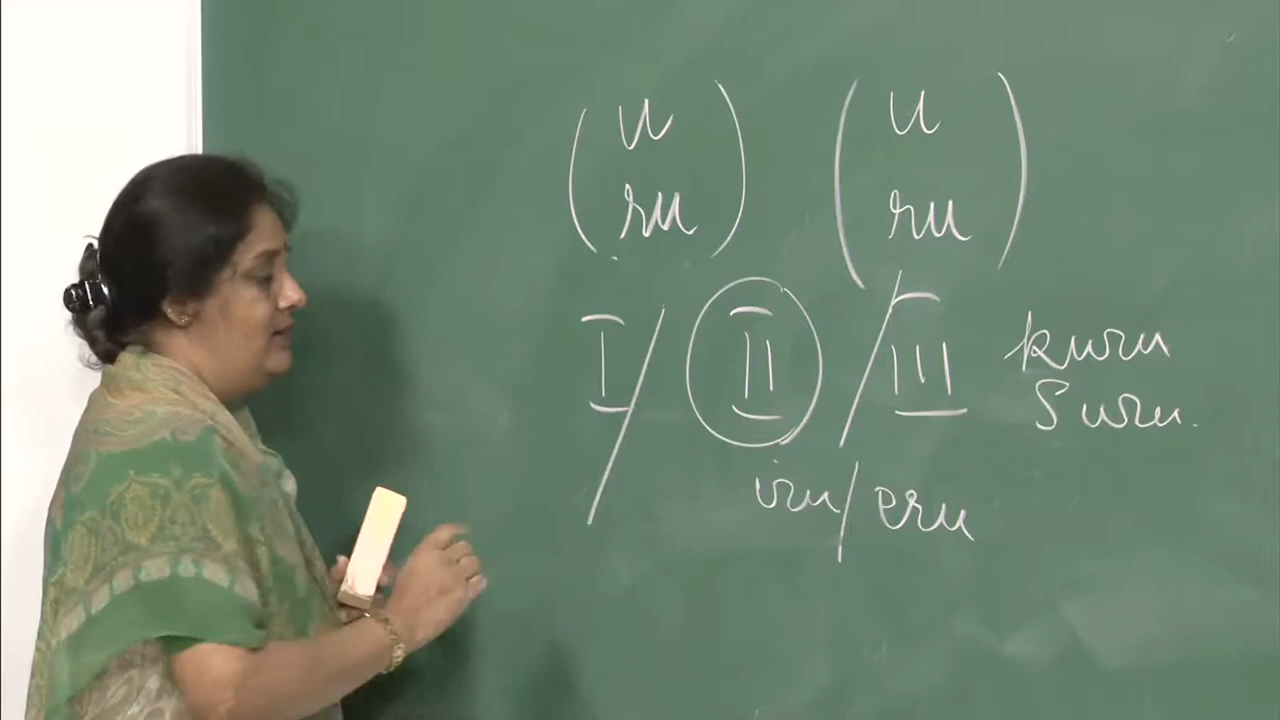 ( u ) ( u )
( ru ) ( ru )
I / II / III kuru
Suru.
iru / eru